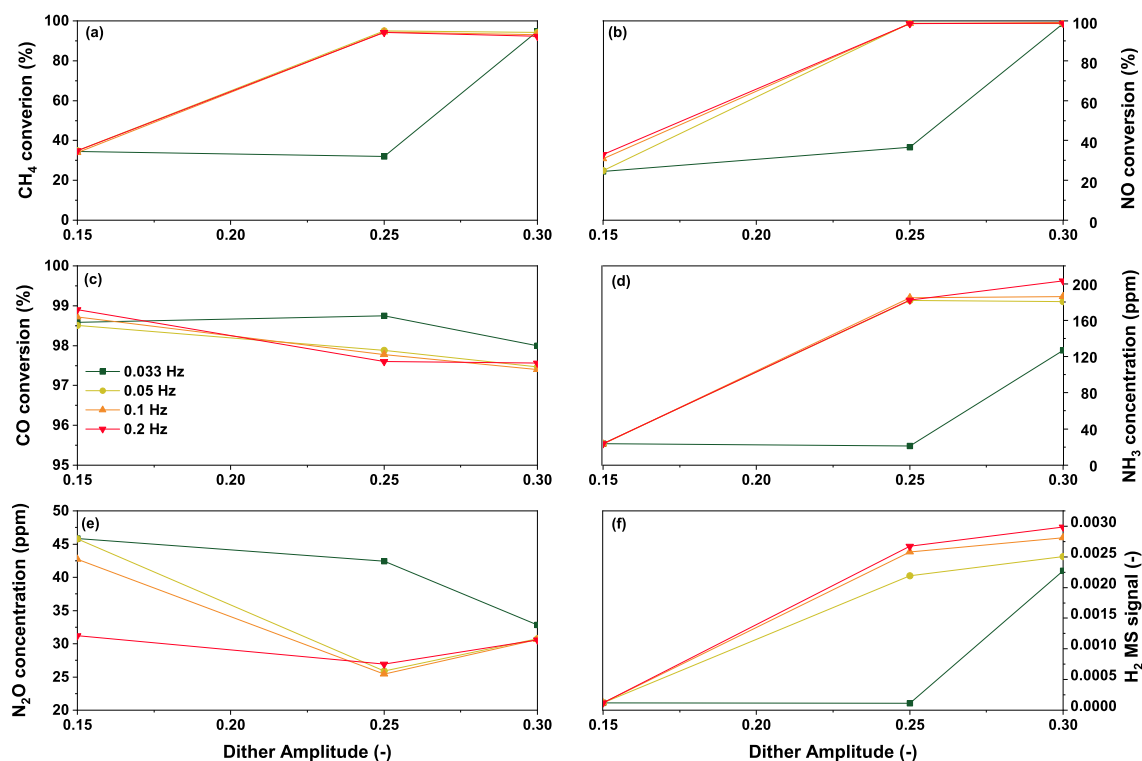 (a)
CH4 converion (%)
100
80
60
40
20
0
0.15 0.20 0.25 0.30
(b)
NO conversion (%)
100
80
60
40
20
0
0.15 0.20 0.25 0.30
(c)
CO conversion (%)
100
99
98
97
96
95
0.033 Hz
0.05 Hz
0.1 Hz
0.2 Hz
0.15 0.20 0.25 0.30
(d)
NH3 concentration (ppm)
200
160
120
80
40
0
0.15 0.20 0.25 0.30
(e)
N2O concentration (ppm)
50
45
40
35
30
25
20
0.15 0.20 0.25 0.30
Dither Amplitude (-)
(f)
H2 MS signal (-)
0.0030
0.0025
0.0020
0.0015
0.0010
0.0005
0.0000
0.15 0.20 0.25 0.30
Dither Amplitude (-)